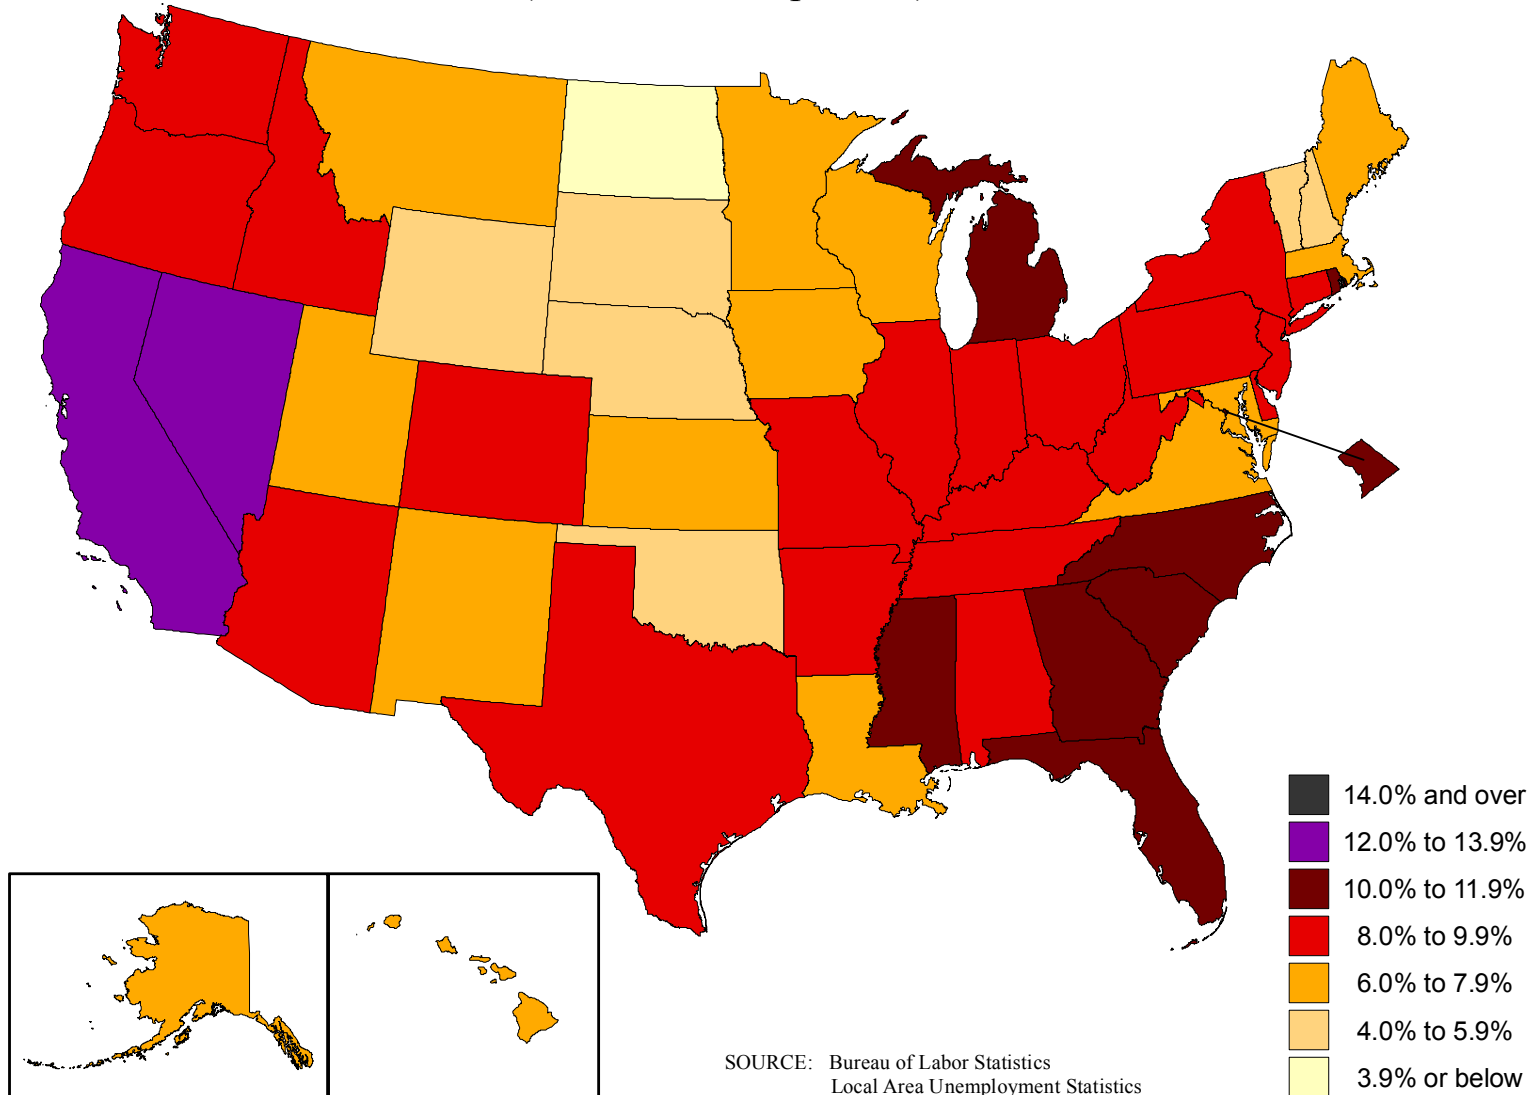 14.0% and over
12.0% to 13.9%
10.0% to 11.9%
8.0% to 9.9%
6.0% to 7.9%
4.0% to 5.9%
3.9% or below
SOURCE: Bureau of Labor Statistics
Local Area Unemployment Statistics